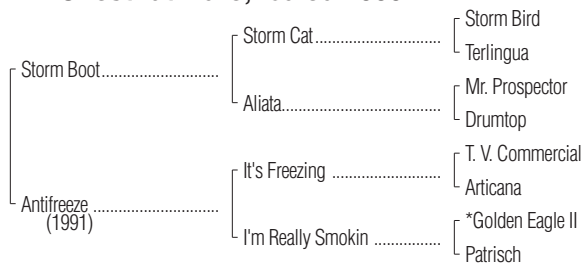 Storm Bird
Storm Cat
Terlingua
Storm Boot
Mr. Prospector
Aliata
Drumtop
T. V. Commercial
It's Freezing
Articana
Antifreeze
(1991)
*Golden Eagle II
I'm Really Smokin
Patrisch